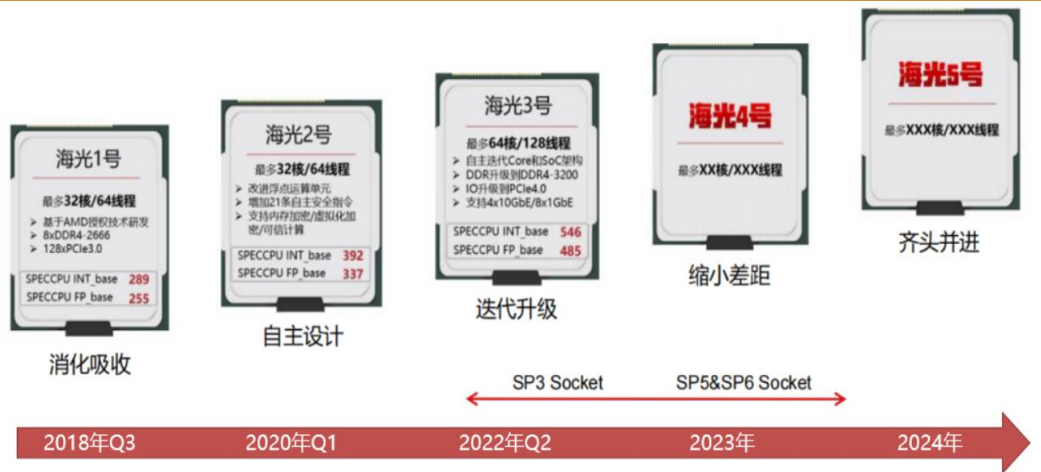 海光1号
最多32核/64线程
➤ 基于AMD授权技术研发
➤ 8xDDR4-2666
➤ 128xPCIe3.0
SPECCPU INT_base 289
SPECCPU FP_base 255
消化吸收
海光2号
最多32核/64线程
➤ 改进浮点运算单元
➤ 增加21条自主安全指令
➤ 支持内存加密/虚拟化加
密/可信计算
SPECCPU INT_base 392
SPECCPU FP_base 337
自主设计
海光3号
最多64核/128线程
➤ 自主迭代Core和SoC架构
➤ DDR升级到DDR4-3200
➤ IO升级到PCIe4.0
➤ 支持4x10GbE/8x1GbE
SPECCPU INT_base 546
SPECCPU FP_base 485
迭代升级
海光4号
最多XX核/XXX线程
缩小差距
海光5号
最多XXX核/XXX线程
齐头并进
SP3 Socket
SP5&SP6 Socket
2018年Q3
2020年Q1
2022年Q2
2023年
2024年